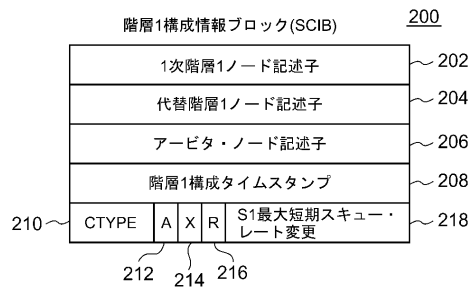 200
階層1構成情報ブロック(SCIB)
1次階層1ノード記述子
202
代替階層1ノード記述子
204
アービタ・ノード記述子
206
階層1構成タイムスタンプ
208
210
CTYPE
A
X
R
S1最大短期スキュー・
レート変更
218
212
214
216